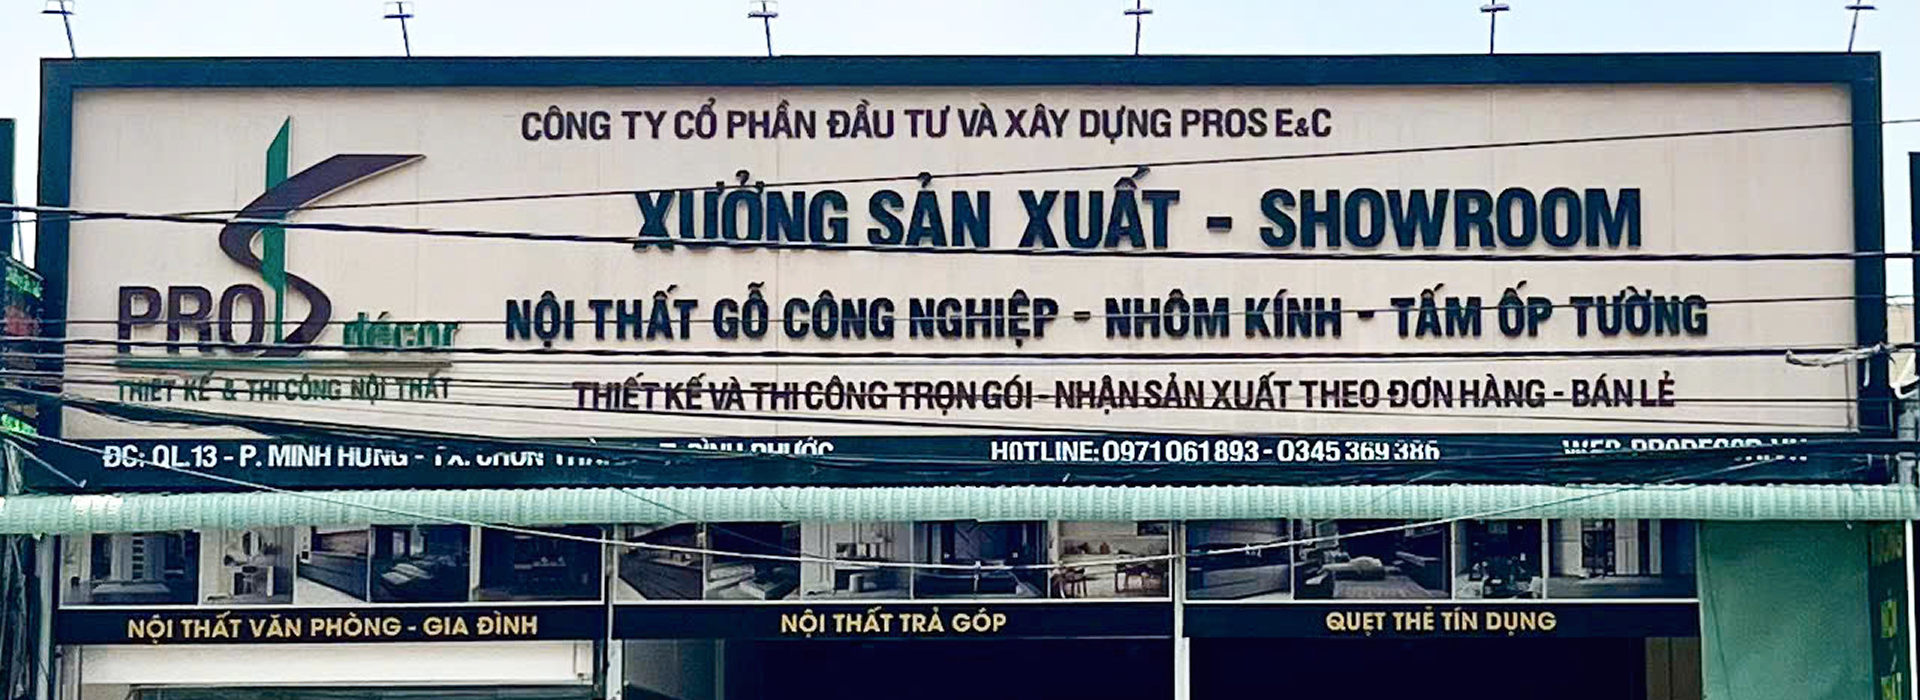 CÔNG TY CỔ PHẦN ĐẦU TƯ VÀ XÂY DỰNG PROS E&C
XƯỞNG SẢN XUẤT - SHOWROOM
NỘI THẤT GỖ CÔNG NGHIỆP - NHÔM KÍNH - TẤM ỐP TƯỜNG
THIẾT KẾ VÀ THI CÔNG TRỌN GÓI - NHẬN SẢN XUẤT THEO ĐƠN HÀNG - BÁN LẺ
PROS décor
THIẾT KẾ & THI CÔNG NỘI THẤT
ĐC: QL.13 - P. MINH HƯNG - TX. CHƠN BÌNH PHƯỚC
HOTLINE: 0971 061 893 - 0345 369 386
NỘI THẤT VĂN PHÒNG - GIA ĐÌNH
NỘI THẤT TRẢ GÓP
QUẸT THẺ TÍN DỤNG